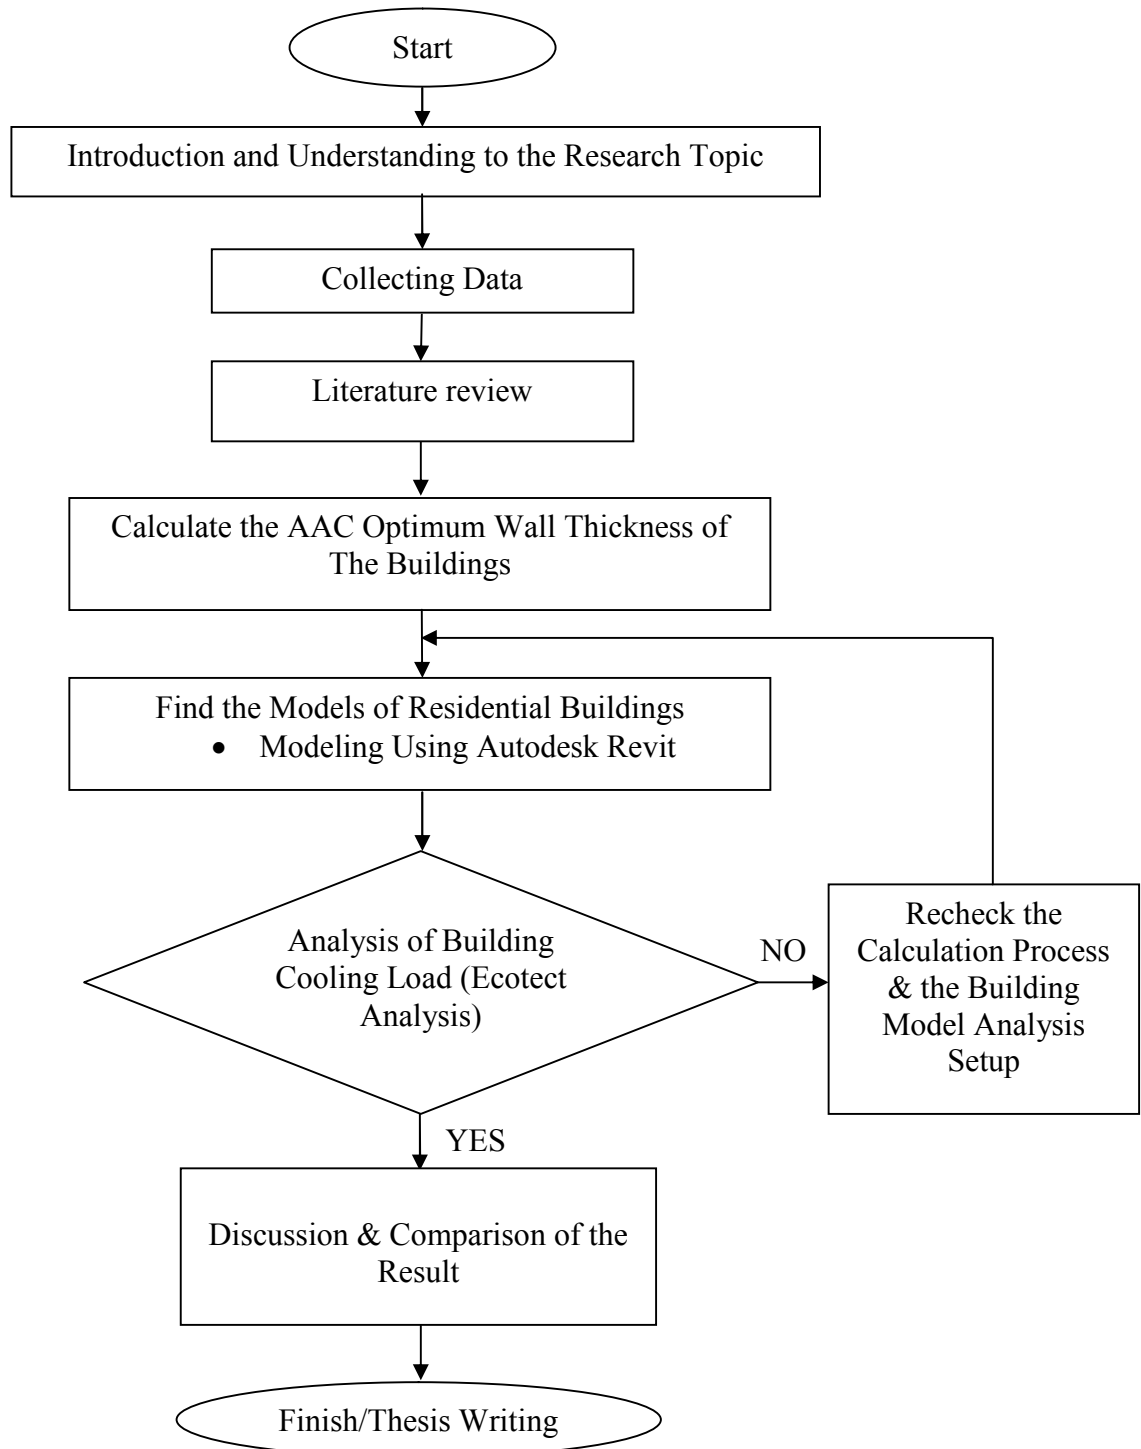 Start
Introduction and Understanding to the Research Topic
Collecting Data
Literature review
Calculate the AAC Optimum Wall Thickness of
The Buildings
Find the Models of Residential Buildings
• Modeling Using Autodesk Revit
Analysis of Building
Cooling Load (Ecotect
Analysis)
NO
Recheck the
Calculation Process
& the Building
Model Analysis
Setup
YES
Discussion & Comparison of the
Result
Finish/Thesis Writing